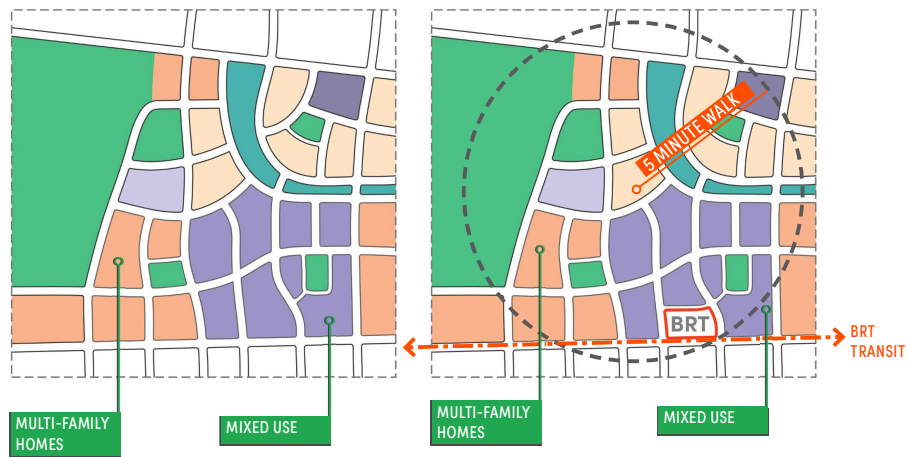 5 MINUTE WALK
BRT
BRT
TRANSIT
MULTI-FAMILY
HOMES
MIXED USE
MULTI-FAMILY
HOMES
MIXED USE